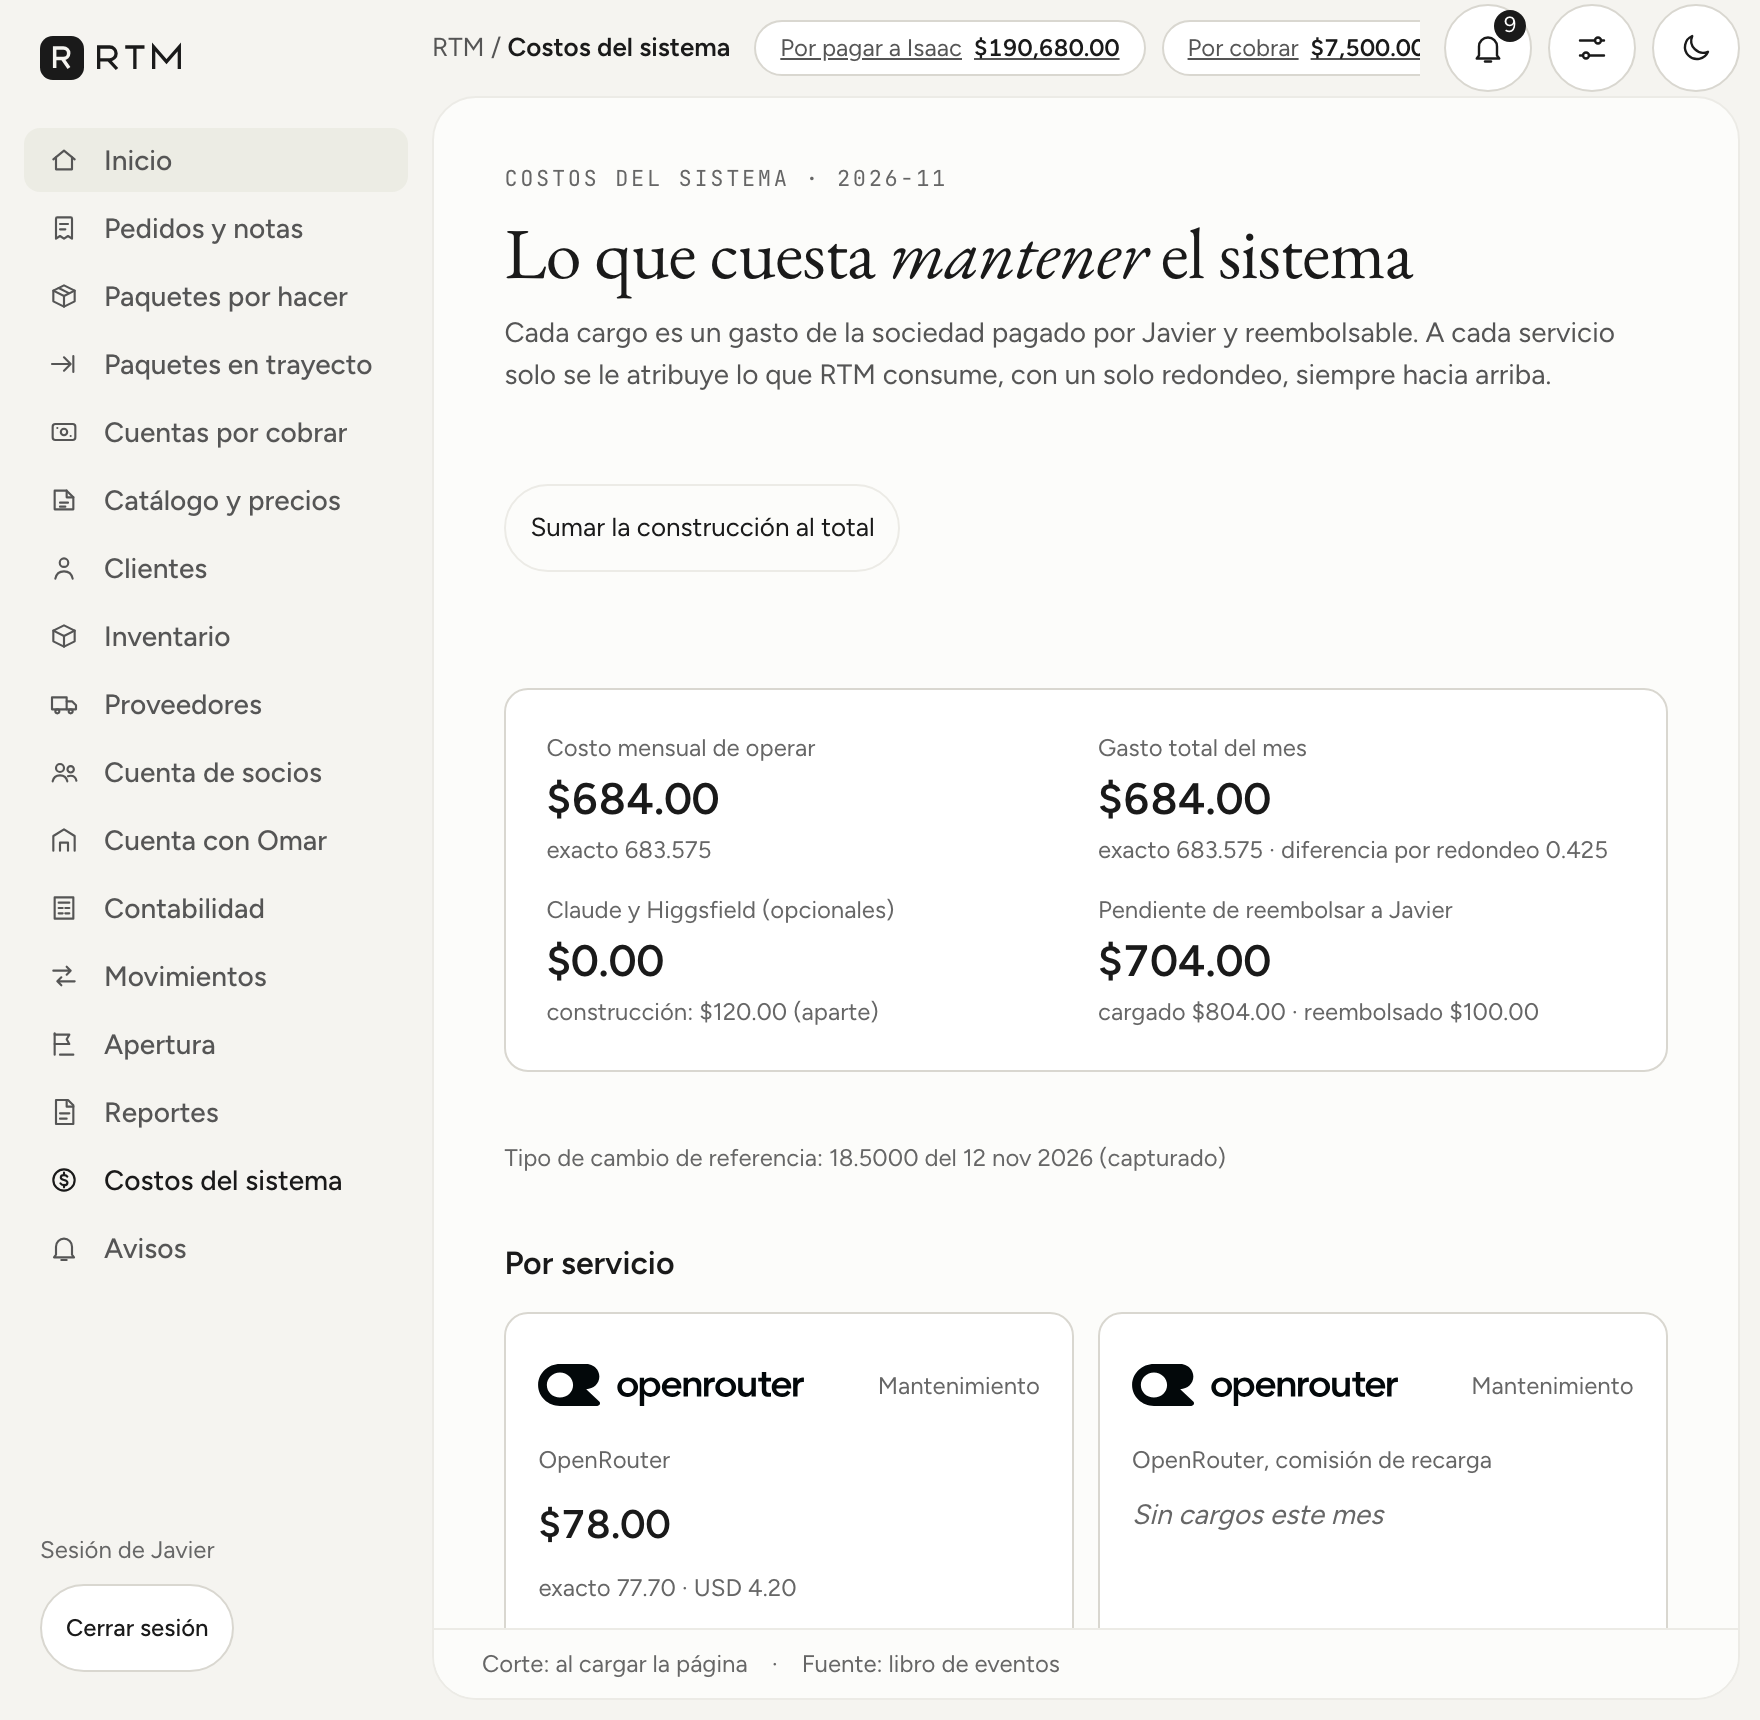 R RTM
RTM / Costos del sistema
Por pagar a Isaac $190,680.00
Por cobrar $7,500.00
9
Inicio
Pedidos y notas
Paquetes por hacer
Paquetes en trayecto
Cuentas por cobrar
Catálogo y precios
Clientes
Inventario
Proveedores
Cuenta de socios
Cuenta con Omar
Contabilidad
Movimientos
Apertura
Reportes
Costos del sistema
Avisos
Sesión de Javier
Cerrar sesión
COSTOS DEL SISTEMA · 2026-11
Lo que cuesta mantener el sistema
Cada cargo es un gasto de la sociedad pagado por Javier y reembolsable. A cada servicio
solo se le atribuye lo que RTM consume, con un solo redondeo, siempre hacia arriba.
Sumar la construcción al total
Costo mensual de operar
$684.00
exacto 683.575
Gasto total del mes
$684.00
exacto 683.575 · diferencia por redondeo 0.425
Claude y Higgsfield (opcionales)
$0.00
construcción: $120.00 (aparte)
Pendiente de reembolsar a Javier
$704.00
cargado $804.00 · reembolsado $100.00
Tipo de cambio de referencia: 18.5000 del 12 nov 2026 (capturado)
Por servicio
openrouter Mantenimiento
OpenRouter
$78.00
exacto 77.70 · USD 4.20
openrouter Mantenimiento
OpenRouter, comisión de recarga
Sin cargos este mes
Corte: al cargar la página · Fuente: libro de eventos